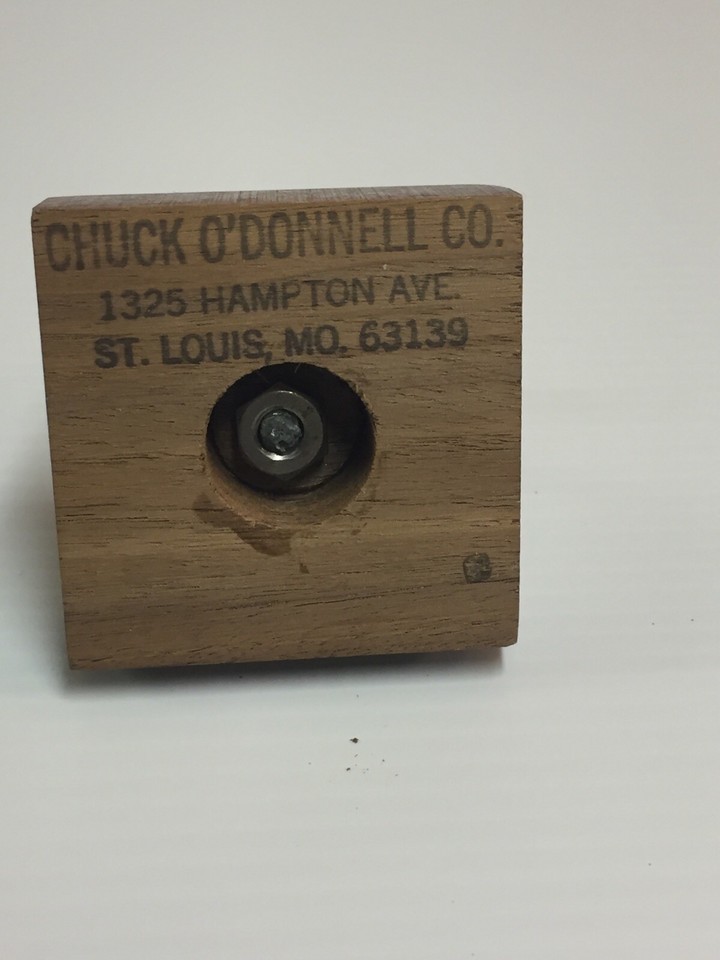 CHUCK O'DONNELL CO.
1325 HAMPTON AVE.
ST. LOUIS, MO. 63139